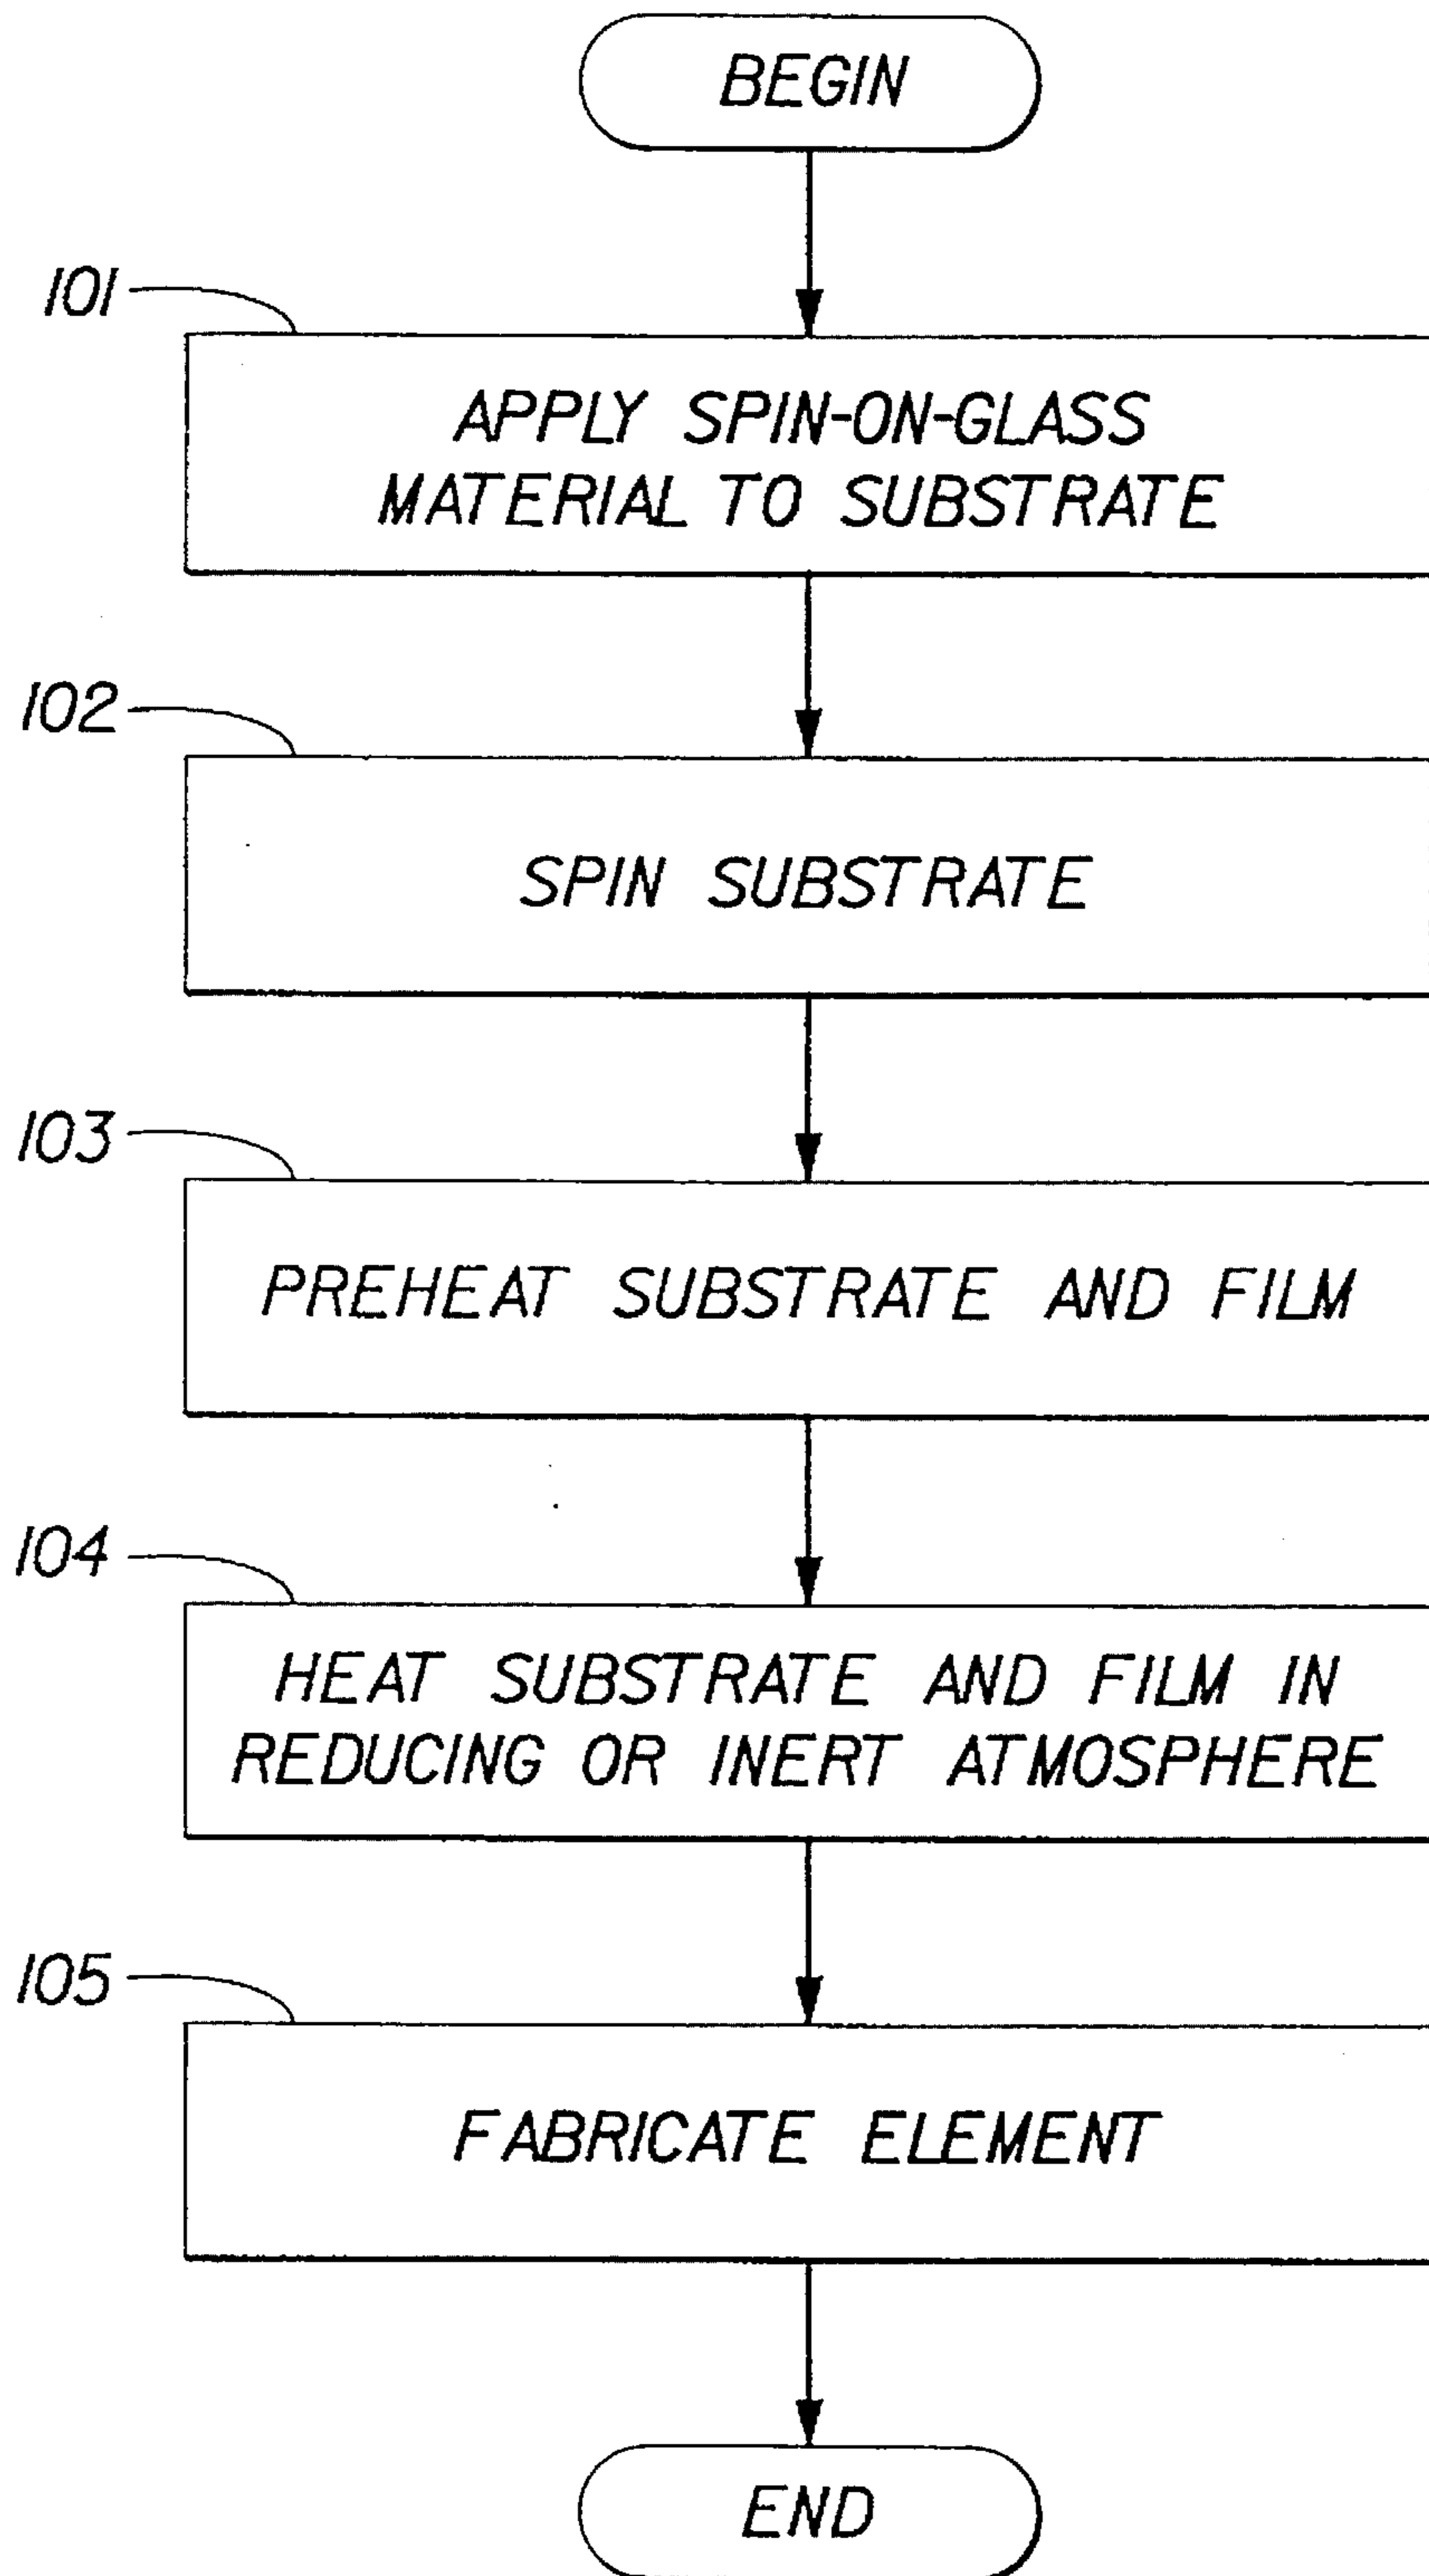 BEGIN
101
APPLY SPIN-ON-GLASS
MATERIAL TO SUBSTRATE
102
SPIN SUBSTRATE
103
PREHEAT SUBSTRATE AND FILM
104
HEAT SUBSTRATE AND FILM IN
REDUCING OR INERT ATMOSPHERE
105
FABRICATE ELEMENT
END